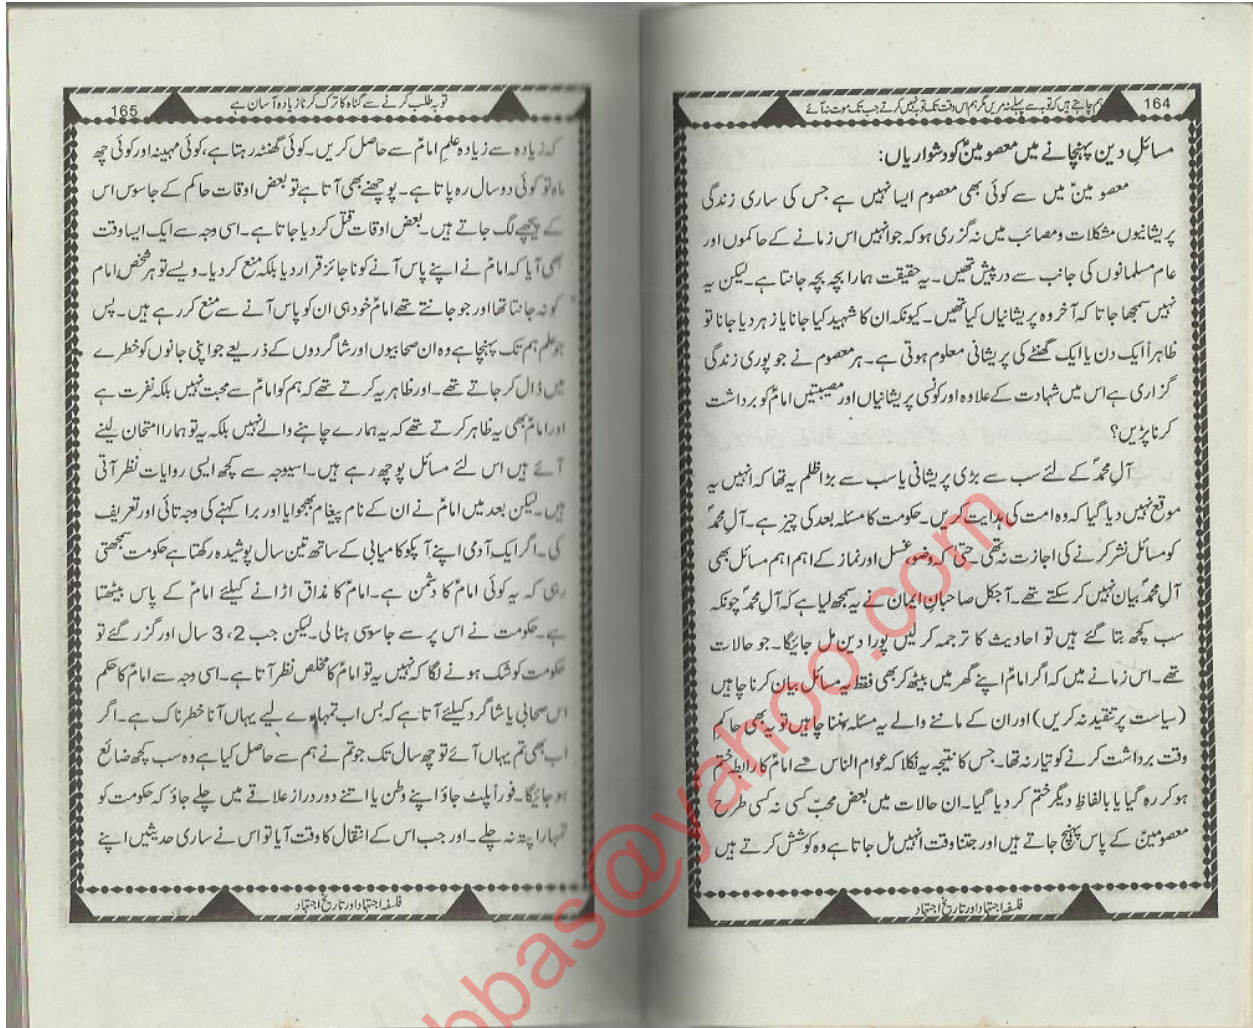 164
ہم چاہتے ہیں کہ توبہ سے پہلے نہ مریں مگر ہم اس وقت تک توبہ نہیں کرتے جب تک موت نہ آئے
مسائلِ دین پہنچانے میں معصومینؑ کو دشواریاں:
معصومینؑ میں سے کوئی بھی معصوم ایسا نہیں ہے جس کی ساری زندگی
پریشانیوں مشکلات و مصائب میں نہ گزری ہو کہ جو انہیں اس زمانے کے حاکموں اور
عام مسلمانوں کی جانب سے درپیش تھیں۔ یہ حقیقت ہمارا بچہ بچہ جانتا ہے۔ لیکن یہ
نہیں سمجھا جاتا کہ آخر وہ پریشانیاں کیا تھیں۔ کیونکہ ان کا شہید کیا جانا یا زہر دیا جانا تو
ظاہراً ایک دن یا ایک گھنٹے کی پریشانی معلوم ہوتی ہے۔ ہر معصوم نے جو پوری زندگی
گزاری ہے اس میں شہادت کے علاوہ اور کونسی پریشانیاں اور مصیبتیں امامؑ کو برداشت
کرنا پڑیں؟
آلِ محمدؐ کے لئے سب سے بڑی پریشانی یا سب سے بڑا ظلم یہ تھا کہ انہیں یہ
موقع نہیں دیا گیا کہ وہ امت کی ہدایت کریں۔ حکومت کا مسئلہ بعد کی چیز ہے۔ آلِ محمدؐ
کو مسائل نشر کرنے کی اجازت نہ تھی۔ حتیٰ کہ وضو، غسل اور نماز کے اہم اہم مسائل بھی
آلِ محمدؐ بیان نہیں کر سکتے تھے۔ آجکل صاحبانِ ایمان نے یہ سمجھ لیا ہے کہ آلِ محمدؐ چونکہ
سب کچھ بتا گئے ہیں تو احادیث کا ترجمہ کر لیں پورا دین مل جائیگا۔ جو حالات
تھے۔ اس زمانے میں کہ اگر امامؑ اپنے گھر میں بیٹھ کر بھی فقط یہ مسائل بیان کرنا چاہیں
(سیاست پر تنقید نہ کریں) اور ان کے ماننے والے یہ مسئلہ سننا چاہیں تو یہ بھی حاکمِ
وقت برداشت کرنے کو تیار نہ تھا۔ جس کا نتیجہ یہ نکلا کہ عوام الناس سے امامؑ کا رابطہ ختم
ہو کر رہ گیا یا بالفاظِ دیگر ختم کر دیا گیا۔ ان حالات میں بعض محبّ کسی نہ کسی طرح
معصومینؑ کے پاس پہنچ جاتے ہیں اور جتنا وقت انہیں مل جاتا ہے وہ کوشش کرتے ہیں
فلسفہ اجتہاد اور تاریخ اجتہاد
165
توبہ طلب کرنے سے گناہ کا ترک کرنا زیادہ آسان ہے
کہ زیادہ سے زیادہ علمِ امامؑ سے حاصل کریں۔ کوئی گھنٹہ رہتا ہے، کوئی مہینہ اور کوئی چھ
ماہ تو کوئی دو سال رہ پاتا ہے۔ پوچھنے بھی آتا ہے تو بعض اوقات حاکم کے جاسوس اس
کے پیچھے لگ جاتے ہیں۔ بعض اوقات قتل کر دیا جاتا ہے۔ اسی وجہ سے ایک ایسا وقت
بھی آیا کہ امامؑ نے اپنے پاس آنے کو ناجائز قرار دیا بلکہ منع کر دیا۔ ویسے تو ہر شخص امام
کو نہ جانتا تھا اور جو جانتے تھے امامؑ خود ہی ان کو پاس آنے سے منع کر رہے ہیں۔ پس
جو علم ہم تک پہنچا ہے وہ ان صحابیوں اور شاگردوں کے ذریعے جو اپنی جانوں کو خطرے
میں ڈال کر جاتے تھے۔ اور ظاہر یہ کرتے تھے کہ ہم کو امامؑ سے محبت نہیں بلکہ نفرت ہے
اور امامؑ بھی یہ ظاہر کرتے تھے کہ یہ ہمارے چاہنے والے نہیں بلکہ یہ تو ہمارا امتحان لینے
آئے ہیں اس لئے مسائل پوچھ رہے ہیں۔ اسیوجہ سے کچھ ایسی روایات نظر آتی
ہیں۔ لیکن بعد میں امامؑ نے ان کے نام پیغام بھجوایا اور برا کہنے کی وجہ بتائی اور تعریف
کی۔ اگر ایک آدمی اپنے آپکو کامیابی کے ساتھ تین سال پوشیدہ رکھتا ہے حکومت سمجھتی
رہی کہ یہ کوئی امام کا دشمن ہے۔ امامؑ کا مذاق اڑانے کیلئے امامؑ کے پاس بیٹھتا
ہے۔ حکومت نے اس پر سے جاسوسی ہٹالی۔ لیکن جب 2، 3 سال اور گزر گئے تو
حکومت کو شک ہونے لگا کہ نہیں یہ تو امامؑ کا مخلص نظر آتا ہے۔ اسی وجہ سے امامؑ کا حکم
اس صحابی یا شاگرد کیلئے آتا ہے کہ بس اب تمہارے لیے یہاں آنا خطرناک ہے۔ اگر
اب بھی تم یہاں آئے تو چھ سال تک جو تم نے ہم سے حاصل کیا ہے وہ سب کچھ ضائع
ہو جائیگا۔ فوراً پلٹ جاؤ اپنے وطن یا اتنے دور دراز علاقے میں چلے جاؤ کہ حکومت کو
تمہارا پتہ نہ چلے۔ اور جب اس کے انتقال کا وقت آیا تو اس نے ساری حدیثیں اپنے
فلسفہ اجتہاد اور تاریخ اجتہاد
bbas@yahoo.com